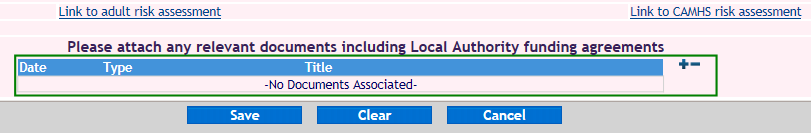 Link to adult risk assessment Link to CAMHS risk assessment
Please attach any relevant documents including Local Authority funding agreements
Date Type Title
-No Documents Associated-
Save Clear Cancel